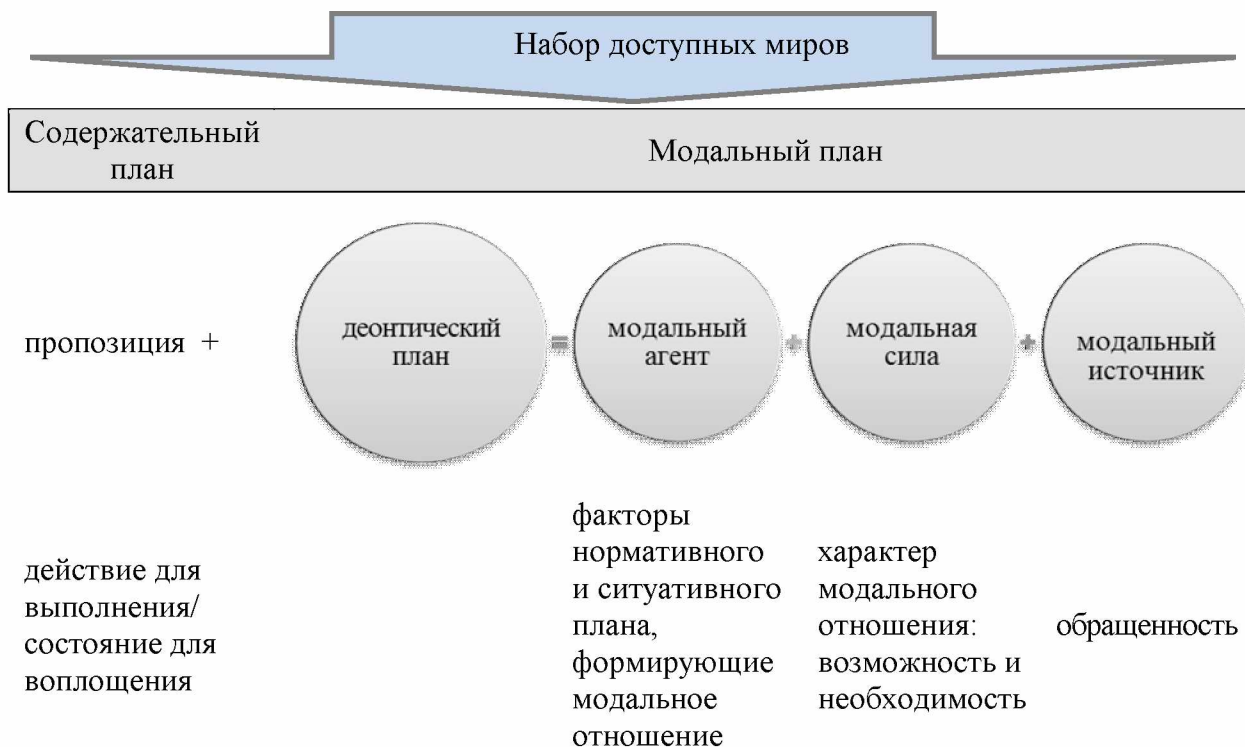 Набор доступных миров
Содержательный
план
Модальный план
пропозиция +
деонтический
план
=
модальный
агент
+
модальная
сила
+
модальный
источник
действие для
выполнения/
состояние для
воплощения
факторы
нормативного
и ситуативного
плана,
формирующие
модальное
отношение
характер
модального
отношения:
возможность и
необходимость
обращенность